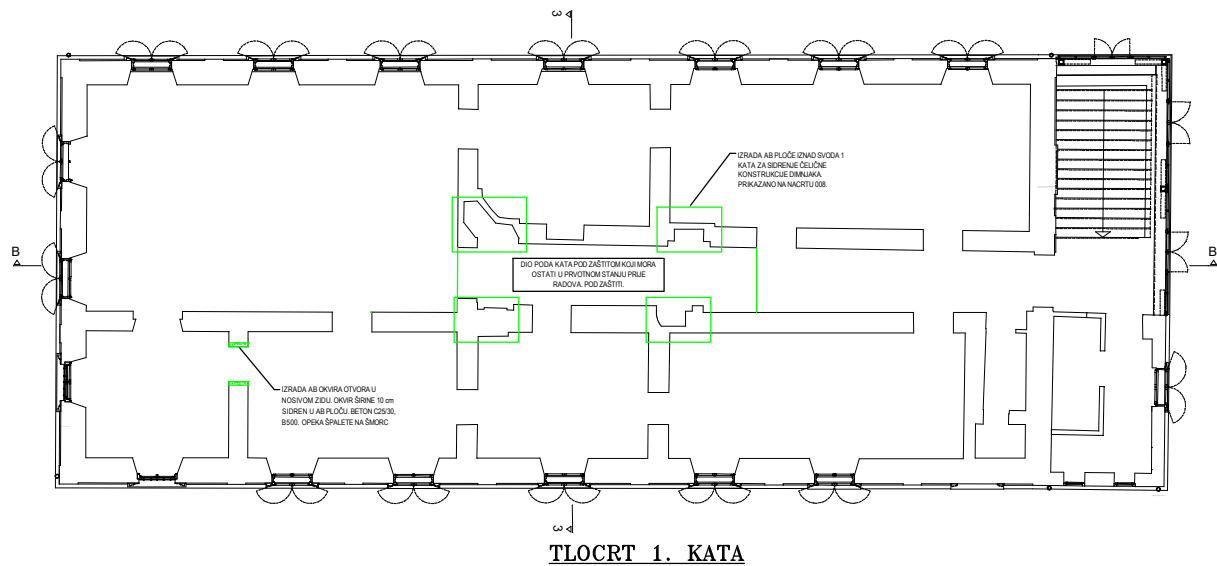 3
IZRADA AB PLOČE IZNAD SVODA 1
KATA ZA SIDRENJE ČELIČNE
KONSTRUKCIJE DIMNJAKA.
PRIKAZANO NA NACRTU 008.
B
B
DIO PODA KATA POD ZAŠTITOM KOJI MORA
OSTATI U PRVOTNOM STANJU PRIJE
RADOVA. POD ZAŠTITI.
IZRADA AB OKVIRA OTVORA U
NOSIVOM ZIDU. OKVIR ŠIRINE 10 cm
SIDREN U AB PLOČU. BETON C25/30,
B500. OPEKA ŠPALETE NA ŠMORC
3
TLOCRT 1. KATA